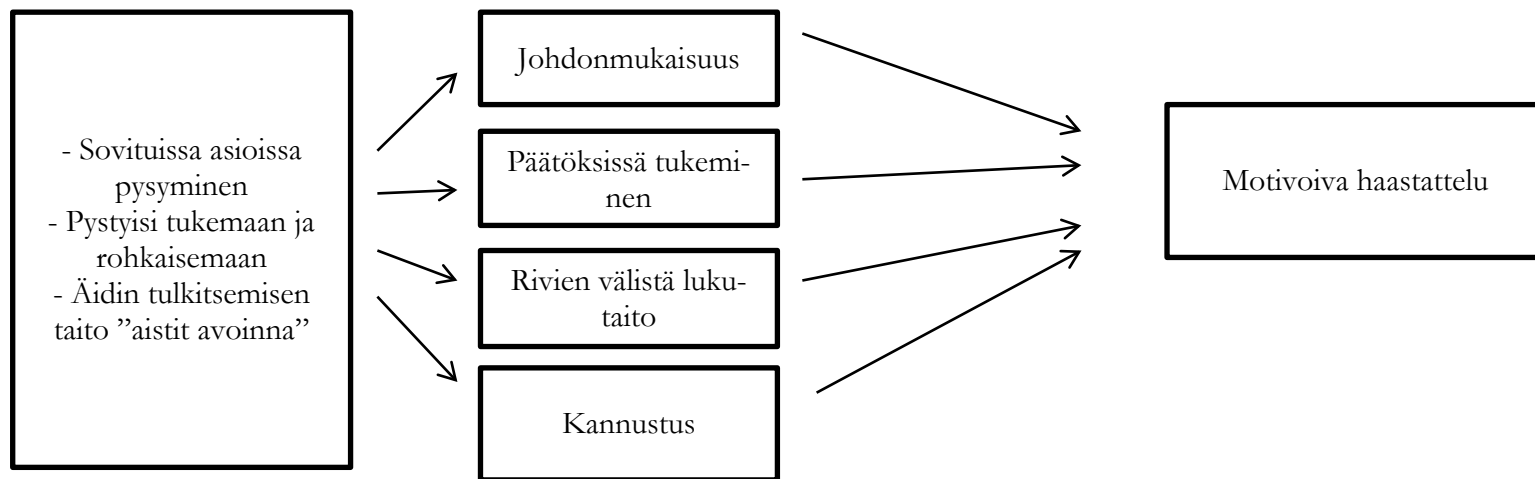 - Sovituissa asioissa
pysyminen
- Pystyisi tukemaan ja
rohkaisemaan
- Äidin tulkitsemisen
taito ”aistit avoinna”
Johdonmukaisuus
Päätöksissä tukemi-
nen
Rivien välistä luku-
taito
Kannustus
Motivoiva haastattelu